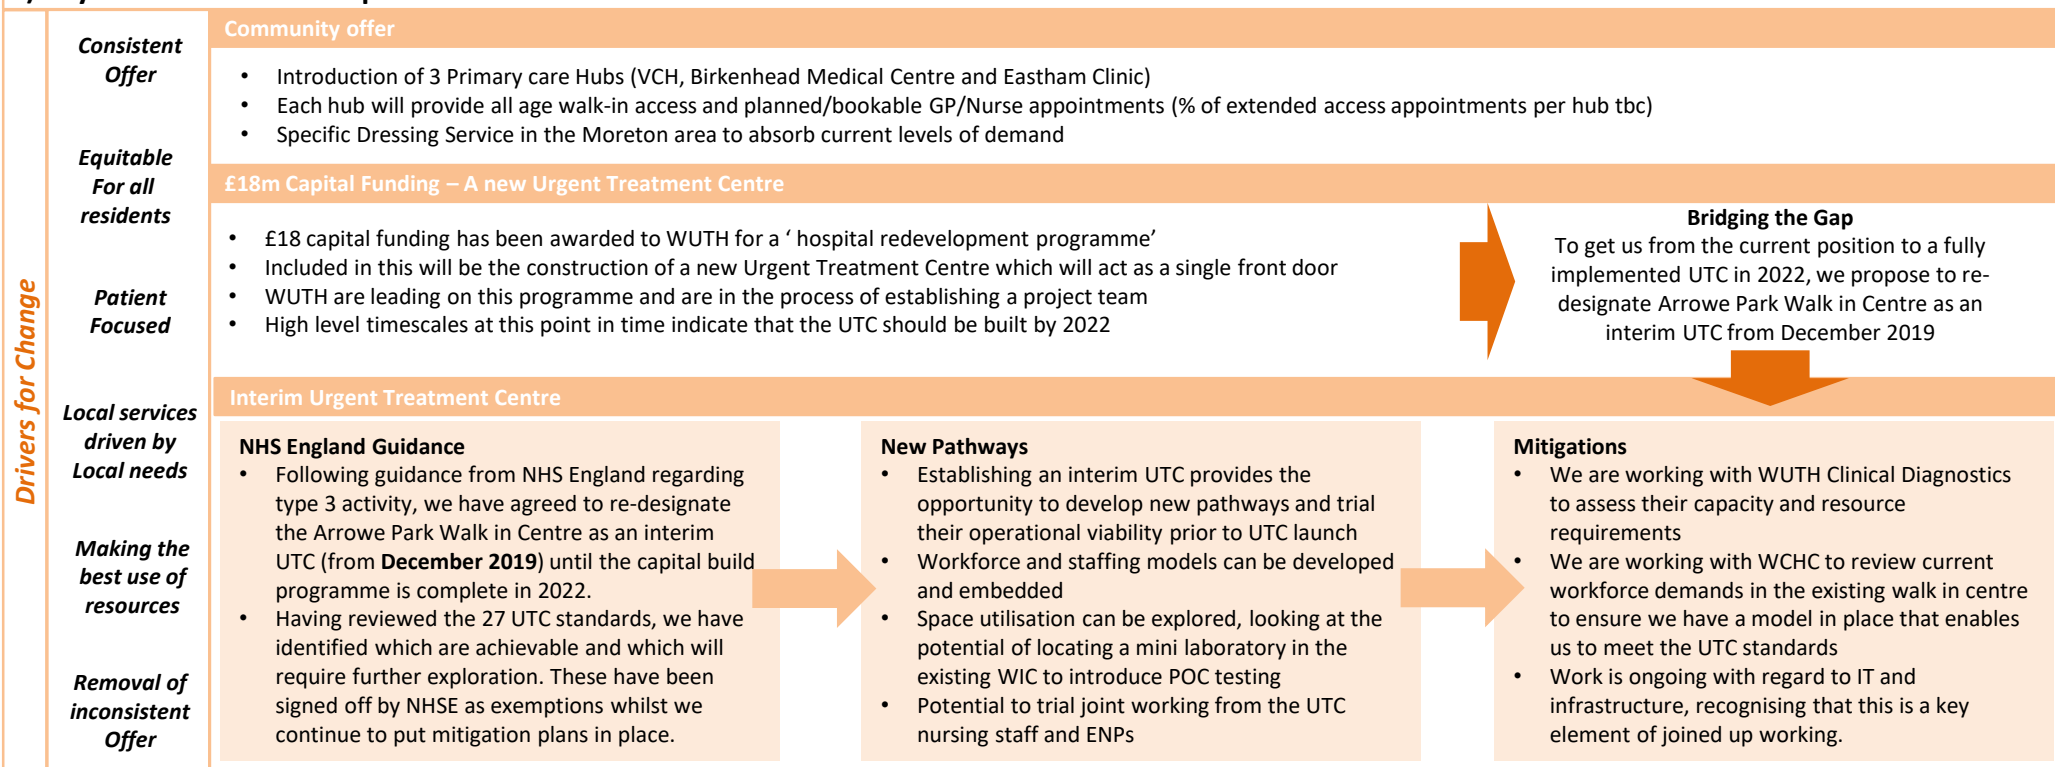 Drivers for Change
Consistent
Offer
Equitable
For all
residents
Patient
Focused
Local services
driven by
Local needs
Making the
best use of
resources
Removal of
inconsistent
Offer
Community offer
• Introduction of 3 Primary care Hubs (VCH, Birkenhead Medical Centre and Eastham Clinic)
• Each hub will provide all age walk-in access and planned/bookable GP/Nurse appointments (% of extended access appointments per hub tbc)
• Specific Dressing Service in the Moreton area to absorb current levels of demand
£18m Capital Funding – A new Urgent Treatment Centre
• £18 capital funding has been awarded to WUTH for a ‘ hospital redevelopment programme’
• Included in this will be the construction of a new Urgent Treatment Centre which will act as a single front door
• WUTH are leading on this programme and are in the process of establishing a project team
• High level timescales at this point in time indicate that the UTC should be built by 2022
Bridging the Gap
To get us from the current position to a fully
implemented UTC in 2022, we propose to re-
designate Arrowe Park Walk in Centre as an
interim UTC from December 2019
Interim Urgent Treatment Centre
NHS England Guidance
• Following guidance from NHS England regarding
type 3 activity, we have agreed to re-designate
the Arrowe Park Walk in Centre as an interim
UTC (from December 2019) until the capital build
programme is complete in 2022.
• Having reviewed the 27 UTC standards, we have
identified which are achievable and which will
require further exploration. These have been
signed off by NHSE as exemptions whilst we
continue to put mitigation plans in place.
New Pathways
• Establishing an interim UTC provides the
opportunity to develop new pathways and trial
their operational viability prior to UTC launch
• Workforce and staffing models can be developed
and embedded
• Space utilisation can be explored, looking at the
potential of locating a mini laboratory in the
existing WIC to introduce POC testing
• Potential to trial joint working from the UTC
nursing staff and ENPs
Mitigations
• We are working with WUTH Clinical Diagnostics
to assess their capacity and resource
requirements
• We are working with WCHC to review current
workforce demands in the existing walk in centre
to ensure we have a model in place that enables
us to meet the UTC standards
• Work is ongoing with regard to IT and
infrastructure, recognising that this is a key
element of joined up working.